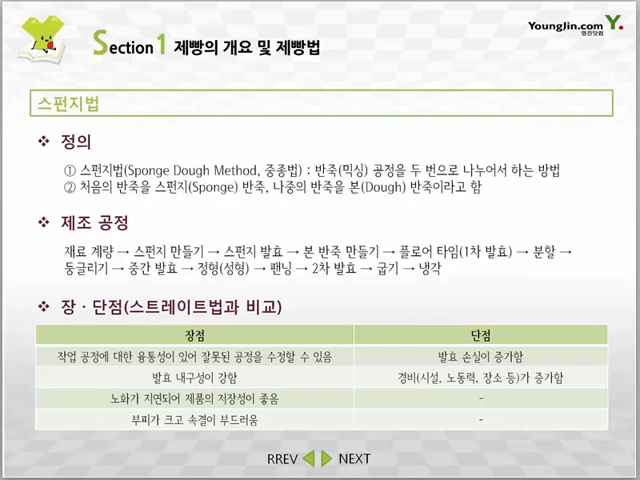 Section1 제빵의 개요 및 제빵법
YoungJin.com Y.
영진닷컴
스펀지법
❖ 정의
① 스펀지법(Sponge Dough Method, 중종법) : 반죽(믹싱) 공정을 두 번으로 나누어서 하는 방법
② 처음의 반죽을 스펀지(Sponge) 반죽, 나중의 반죽을 본(Dough) 반죽이라고 함
❖ 제조 공정
재료 계량 → 스펀지 만들기 → 스펀지 발효 → 본 반죽 만들기 → 플로어 타임(1차 발효) → 분할 →
둥글리기 → 중간 발효 → 정형(성형) → 팬닝 → 2차 발효 → 굽기 → 냉각
❖ 장 · 단점(스트레이트법과 비교)
장점 단점
작업 공정에 대한 융통성이 있어 잘못된 공정을 수정할 수 있음 발효 손실이 증가함
발효 내구성이 강함 경비(시설, 노동력, 장소 등)가 증가함
노화가 지연되어 제품의 저장성이 좋음 -
부피가 크고 속결이 부드러움 -
RREV NEXT